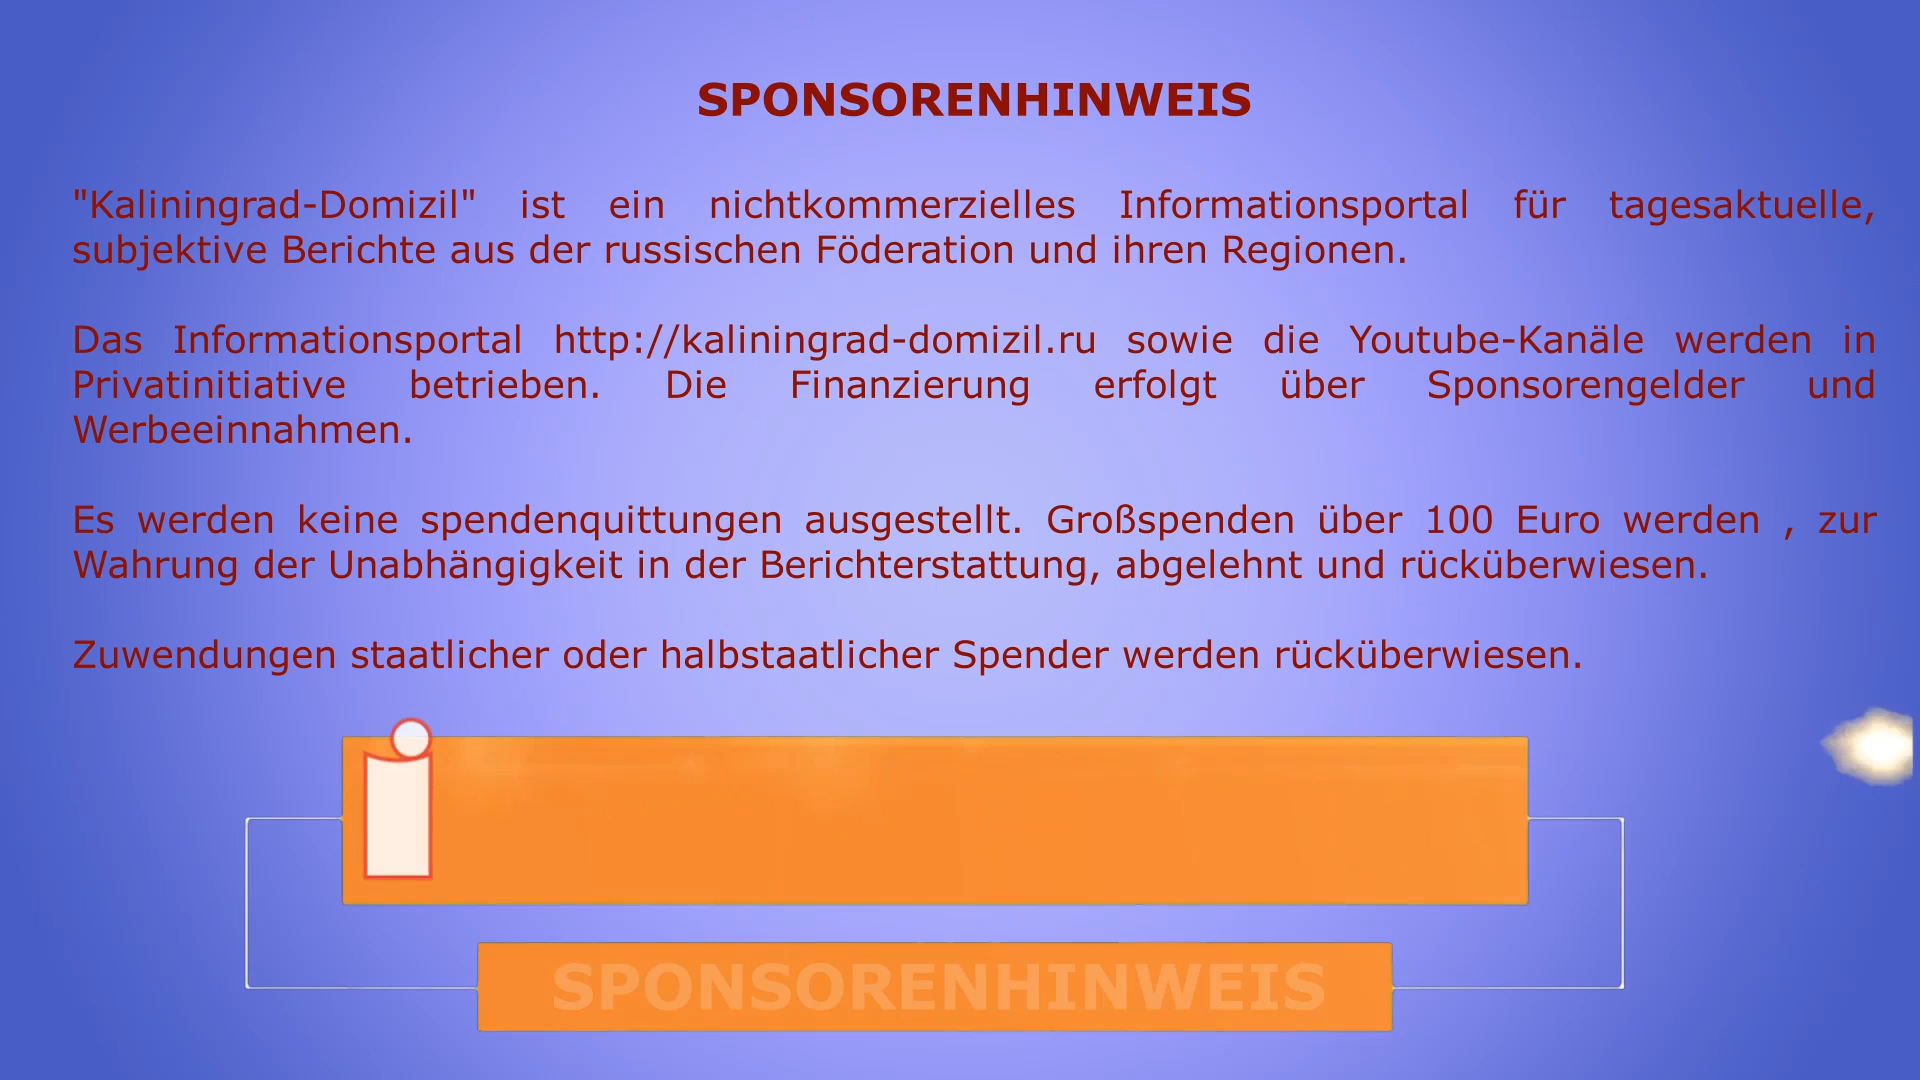 SPONSORENHINWEIS
"Kaliningrad-Domizil" ist ein nichtkommerzielles Informationsportal für tagesaktuelle,
subjektive Berichte aus der russischen Föderation und ihren Regionen.
Das Informationsportal http://kaliningrad-domizil.ru sowie die Youtube-Kanäle werden in
Privatinitiative betrieben. Die Finanzierung erfolgt über Sponsorengelder und
Werbeeinnahmen.
Es werden keine spendenquittungen ausgestellt. Großspenden über 100 Euro werden , zur
Wahrung der Unabhängigkeit in der Berichterstattung, abgelehnt und rücküberwiesen.
Zuwendungen staatlicher oder halbstaatlicher Spender werden rücküberwiesen.
SPONSORENHINWEIS